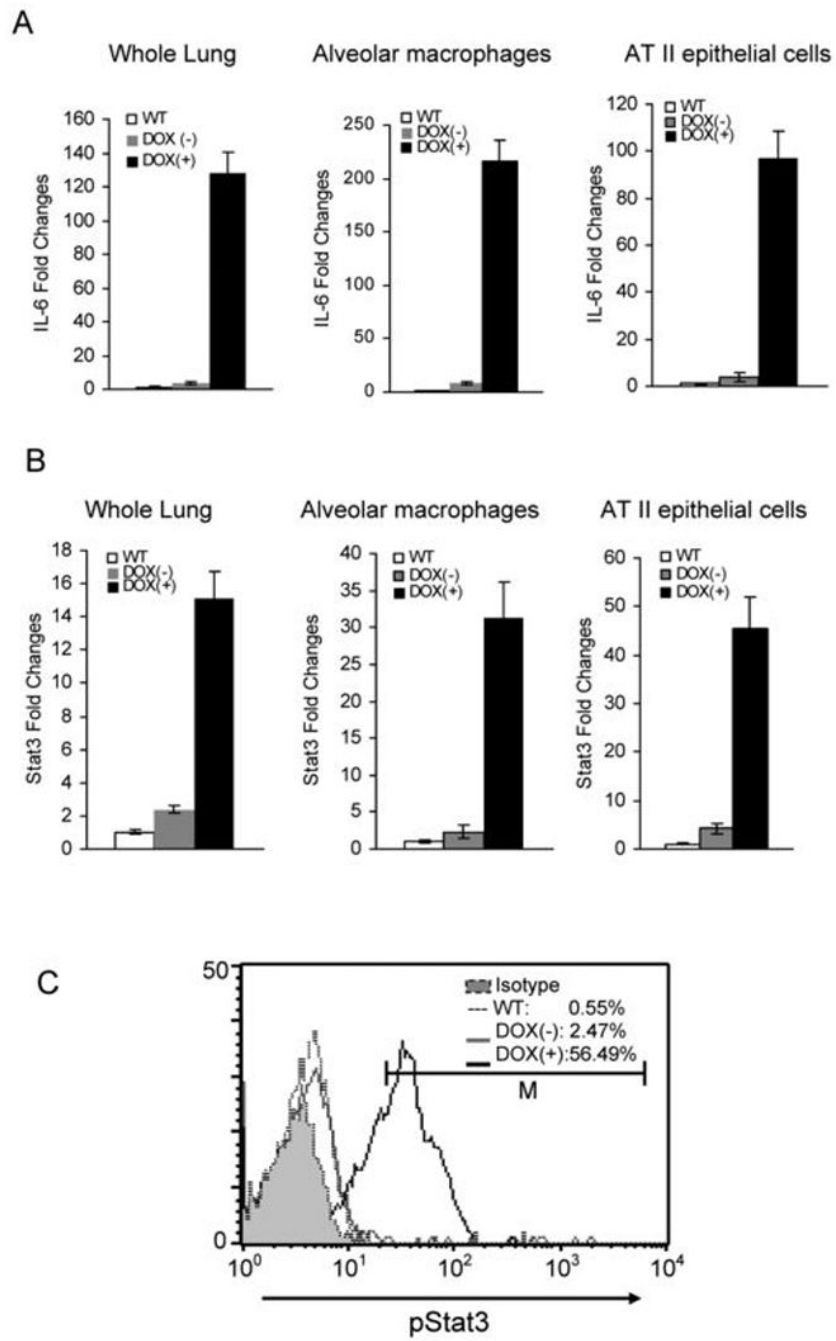 A
Whole Lung
IL-6 Fold Changes
160
140
120
100
80
60
40
20
0
WT
DOX (-)
DOX(+)
Alveolar macrophages
IL-6 Fold Changes
250
200
250
100
50
0
WT
DOX(-)
DOX(+)
AT II epithelial cells
IL-6 Fold Changes
120
100
80
60
40
20
0
WT
DOX(-)
DOX(+)
B
Whole Lung
Stat3 Fold Changes
18
16
14
12
10
8
6
4
2
0
WT
DOX(-)
DOX(+)
Alveolar macrophages
Stat3 Fold Changes
40
35
30
25
20
15
10
5
0
WT
DOX(-)
DOX(+)
AT II epithelial cells
Stat3 Fold Changes
60
50
40
30
20
10
0
WT
DOX(-)
DOX(+)
C
50
0
Isotype
WT: 0.55%
DOX(-): 2.47%
DOX(+):56.49%
M
10⁰ 10¹ 10² 10³ 10⁴
pStat3